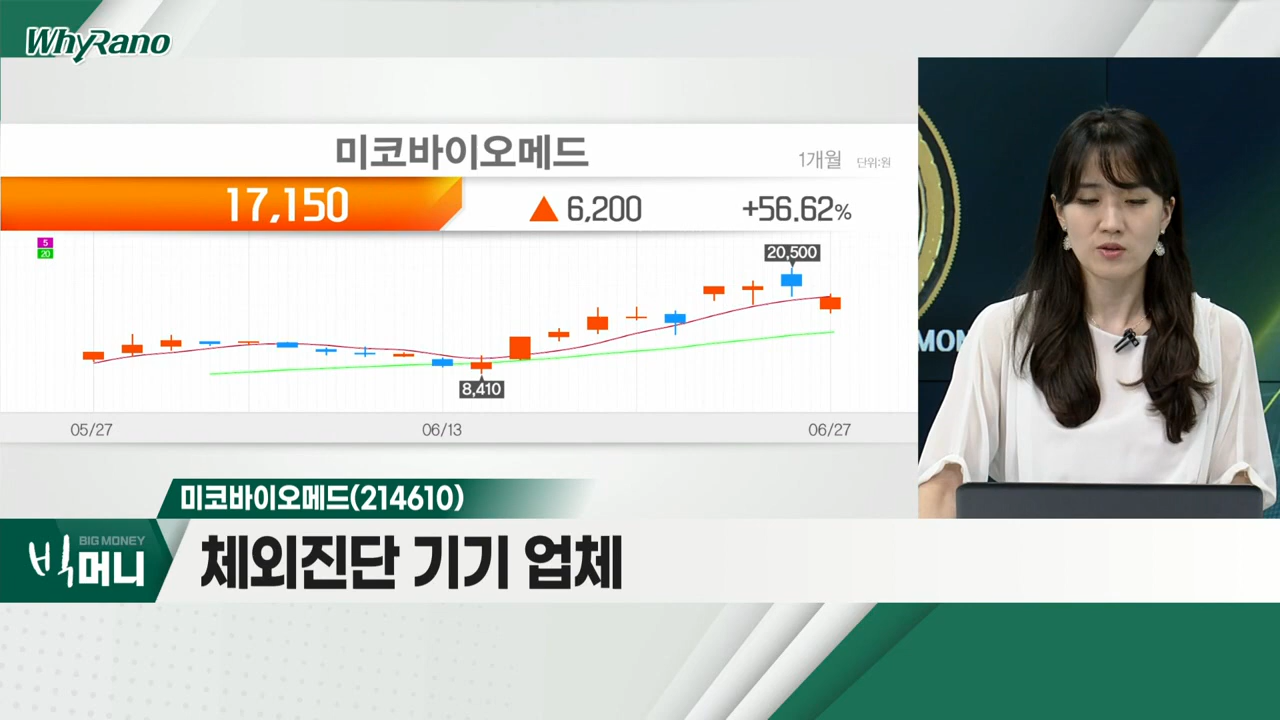 WhyRano
미코바이오메드
1개월 단위:원
17,150 ▲ 6,200 +56.62%
5
20
20,500
8,410
05/27 06/13 06/27
MON
미코바이오메드(214610)
BIG MONEY
빅머니
체외진단 기기 업체